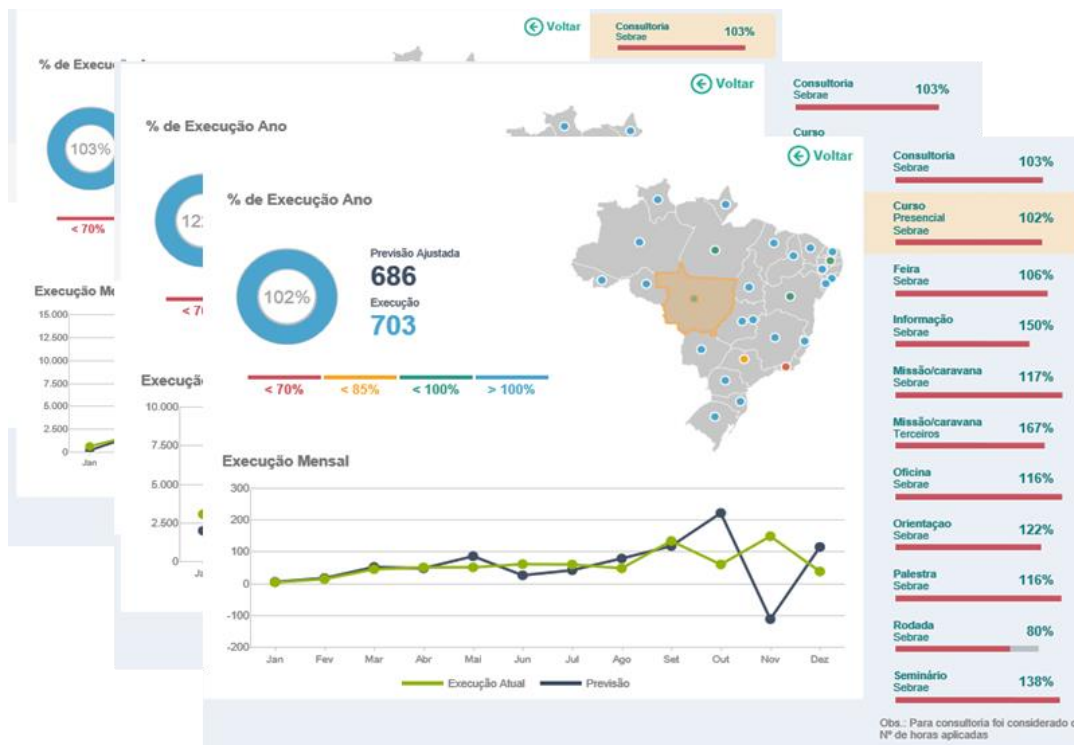 Voltar
Consultoria 103%
Sebrae
% de Execução
103%
< 70%
Execução
15.000
12.500
10.000
7.500
5.000
2.500
0
Jan
Voltar
Consultoria 103%
Sebrae
Curso
% de Execução Ano
Execução
10.000
7.500
5.000
2.500
0
Voltar
% de Execução Ano
102%
Previsão Ajustada
686
Execução
703
< 70% < 85% < 100% > 100%
Execução Mensal
300
200
100
0
-100
-200
Jan Fev Mar Abr Mai Jun Jul Ago Set Out Nov Dez
Execução Atual Previsão
Consultoria 103%
Sebrae
Curso
Presencial 102%
Sebrae
Feira 106%
Sebrae
Informação 150%
Sebrae
Missão/caravana 117%
Sebrae
Missão/caravana 167%
Terceiros
Oficina 116%
Sebrae
Orientaçao 122%
Sebrae
Palestra 116%
Sebrae
Rodada 80%
Sebrae
Seminário 138%
Sebrae
Obs.: Para consultoria foi considerado
Nº de horas aplicadas